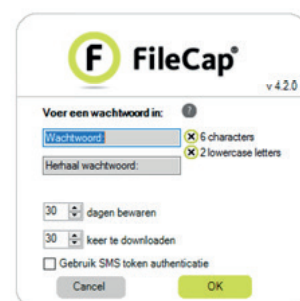 F FileCap®
v 4.2.0
Voer een wachtwoord in: ?
Wachtwoord:
6 characters
2 lowercase letters
Herhaal wachtwoord:
30 dagen bewaren
30 keer te downloaden
Gebruik SMS token authenticatie
Cancel OK